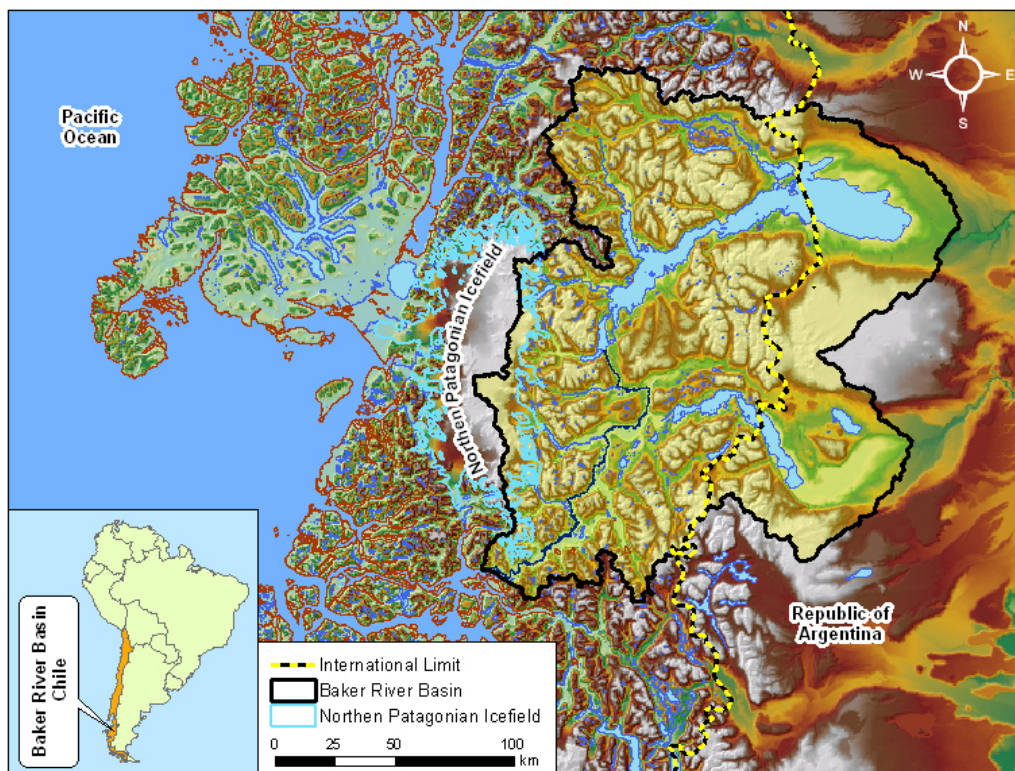 Pacific
Ocean
N
W
E
S
Northen Patagonian Icefield
Republic of
Argentina
Baker River Basin
Chile
International Limit
Baker River Basin
Northen Patagonian Icefield
0 25 50 100
km